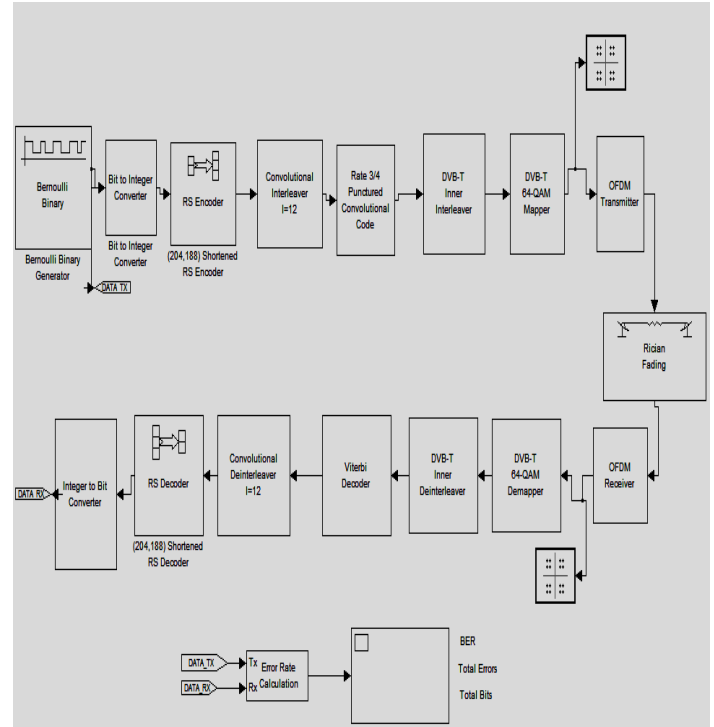 Bernoulli
Binary
Bernoulli Binary
Generator
DATA TX
Bit to Integer
Converter
Bit to Integer
Converter
RS Encoder
(204,188) Shortened
RS Encoder
Convolutional
Interleaver
I=12
Rate 3/4
Punctured
Convolutional
Code
DVB-T
Inner
Interleaver
DVB-T
64-QAM
Mapper
OFDM
Transmitter
Rician
Fading
OFDM
Receiver
DVB-T
64-QAM
Demapper
DVB-T
Inner
Deinterleaver
Viterbi
Decoder
Convolutional
Deinterleaver
I=12
RS Decoder
(204,188) Shortened
RS Decoder
Integer to Bit
Converter
DATA RX
DATA_TX
DATA_RX
Tx
Rx
Error Rate
Calculation
BER
Total Errors
Total Bits